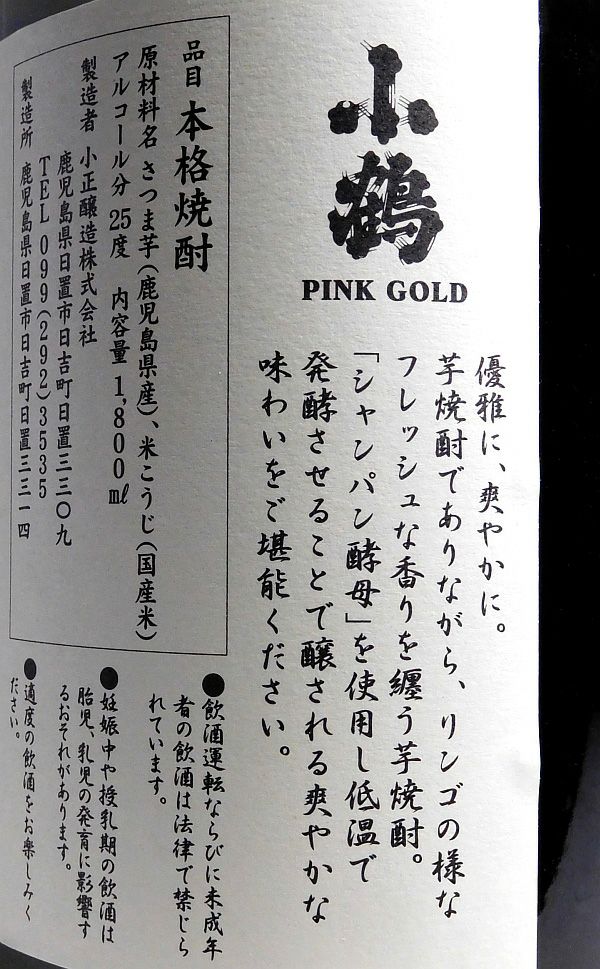 小鶴
PINK GOLD
優雅に、爽やかに。
芋焼酎でありながら、リンゴの様な
フレッシュな香りを纏う芋焼酎。
「シャンパン酵母」を使用し低温で
発酵させることで醸される爽やかな
味わいをご堪能ください。
品目 本格焼酎
原材料名 さつま芋(鹿児島県産)、米こうじ(国産米)
アルコール分 25度 内容量 1,800ml
製造者 小正醸造株式会社
鹿児島県日置市日吉町日置三三〇九
TEL 099(292)3535
製造所 鹿児島県日置市日吉町日置三三一四
●飲酒運転ならびに未成年
者の飲酒は法律で禁じら
れています。
●妊娠中や授乳期の飲酒は
胎児、乳児の発育に影響す
るおそれがあります。
●適度の飲酒をお楽しみく
ださい。